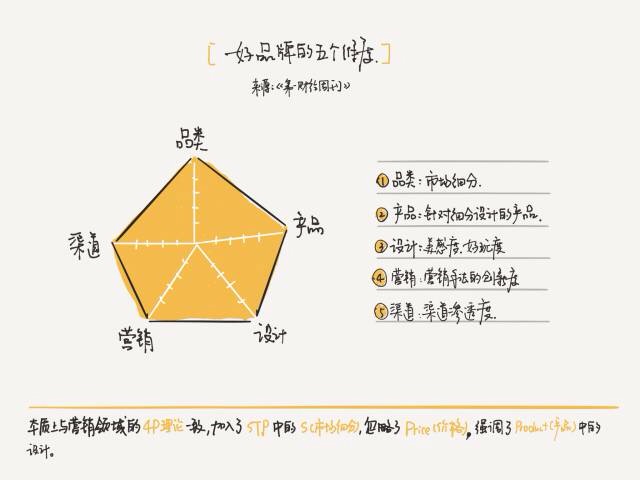 [ 一好品牌的五个维度. ]
来源:《第一财经周刊》
品类
产品
渠道
营销
设计
① 品类:市场细分.
② 产品:针对细分设计的产品.
③ 设计:美感度.好玩度
④ 营销:营销手法的创新度
⑤ 渠道:渠道渗透度.
本质上与营销领域的4P理论一致,加入了STP中的S(市场细分),忽略了Price(价格),强调了Product(产品)中的
设计。